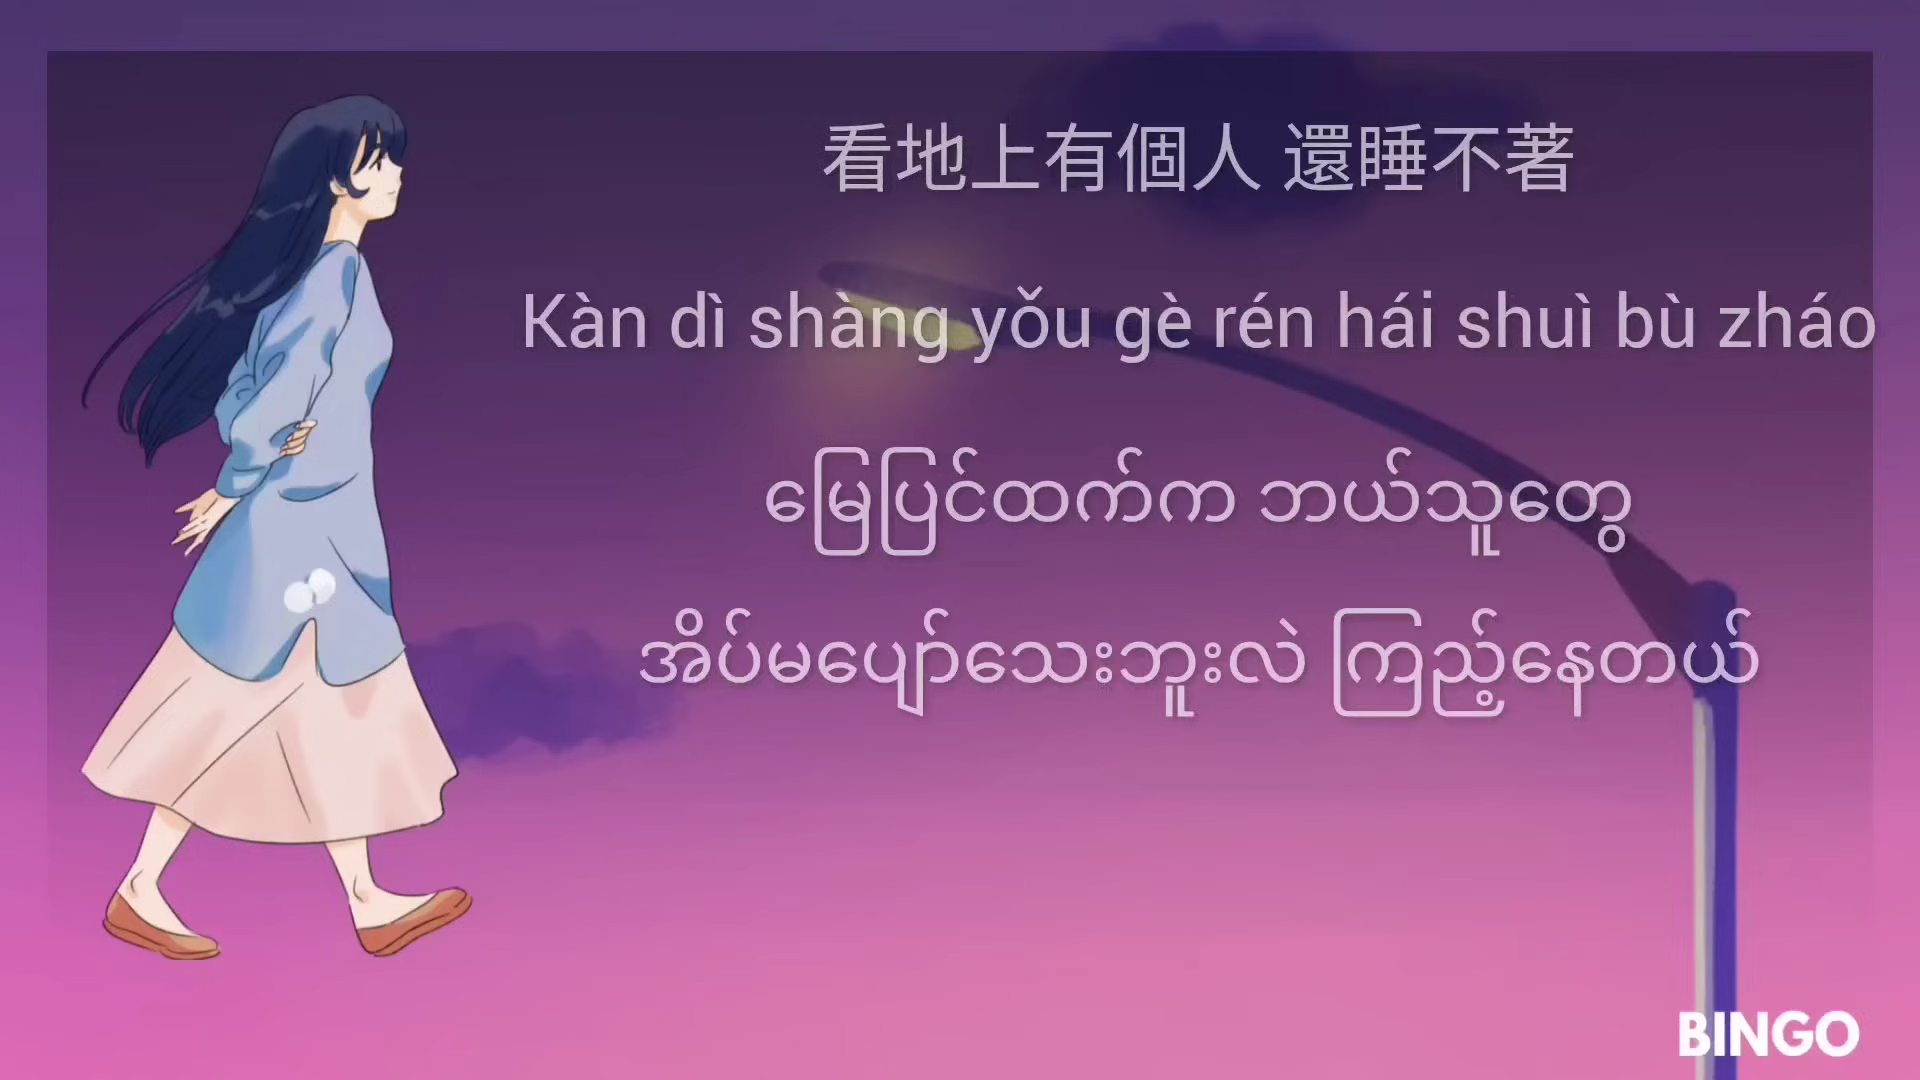 看地上有個人 還睡不著
Kàn dì shàng yǒu gè rén hái shuì bù zháo
မြေပြင်ထက်က ဘယ်သူတွေ
အိပ်မပျော်သေးဘူးလဲ ကြည့်နေတယ်
BINGO